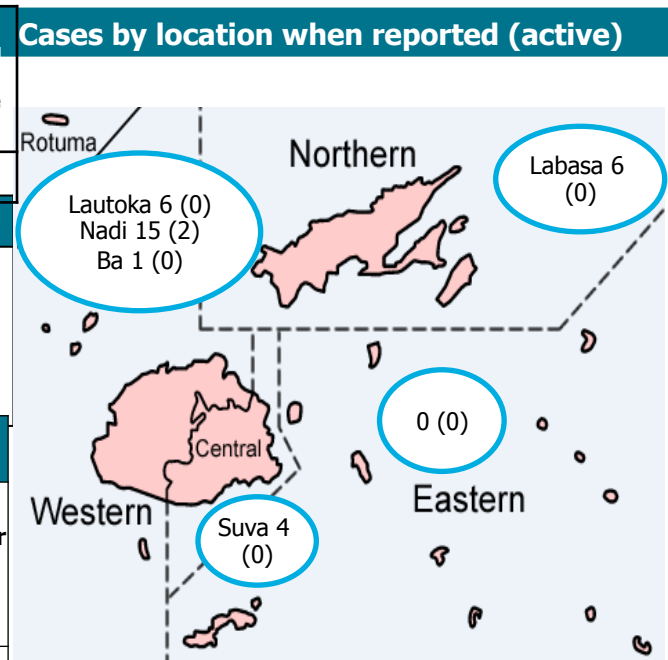 Cases by location when reported (active)
Rotuma
Northern
Labasa 6
(0)
Lautoka 6 (0)
Nadi 15 (2)
Ba 1 (0)
0 (0)
Central
Western
Eastern
Suva 4
(0)
r